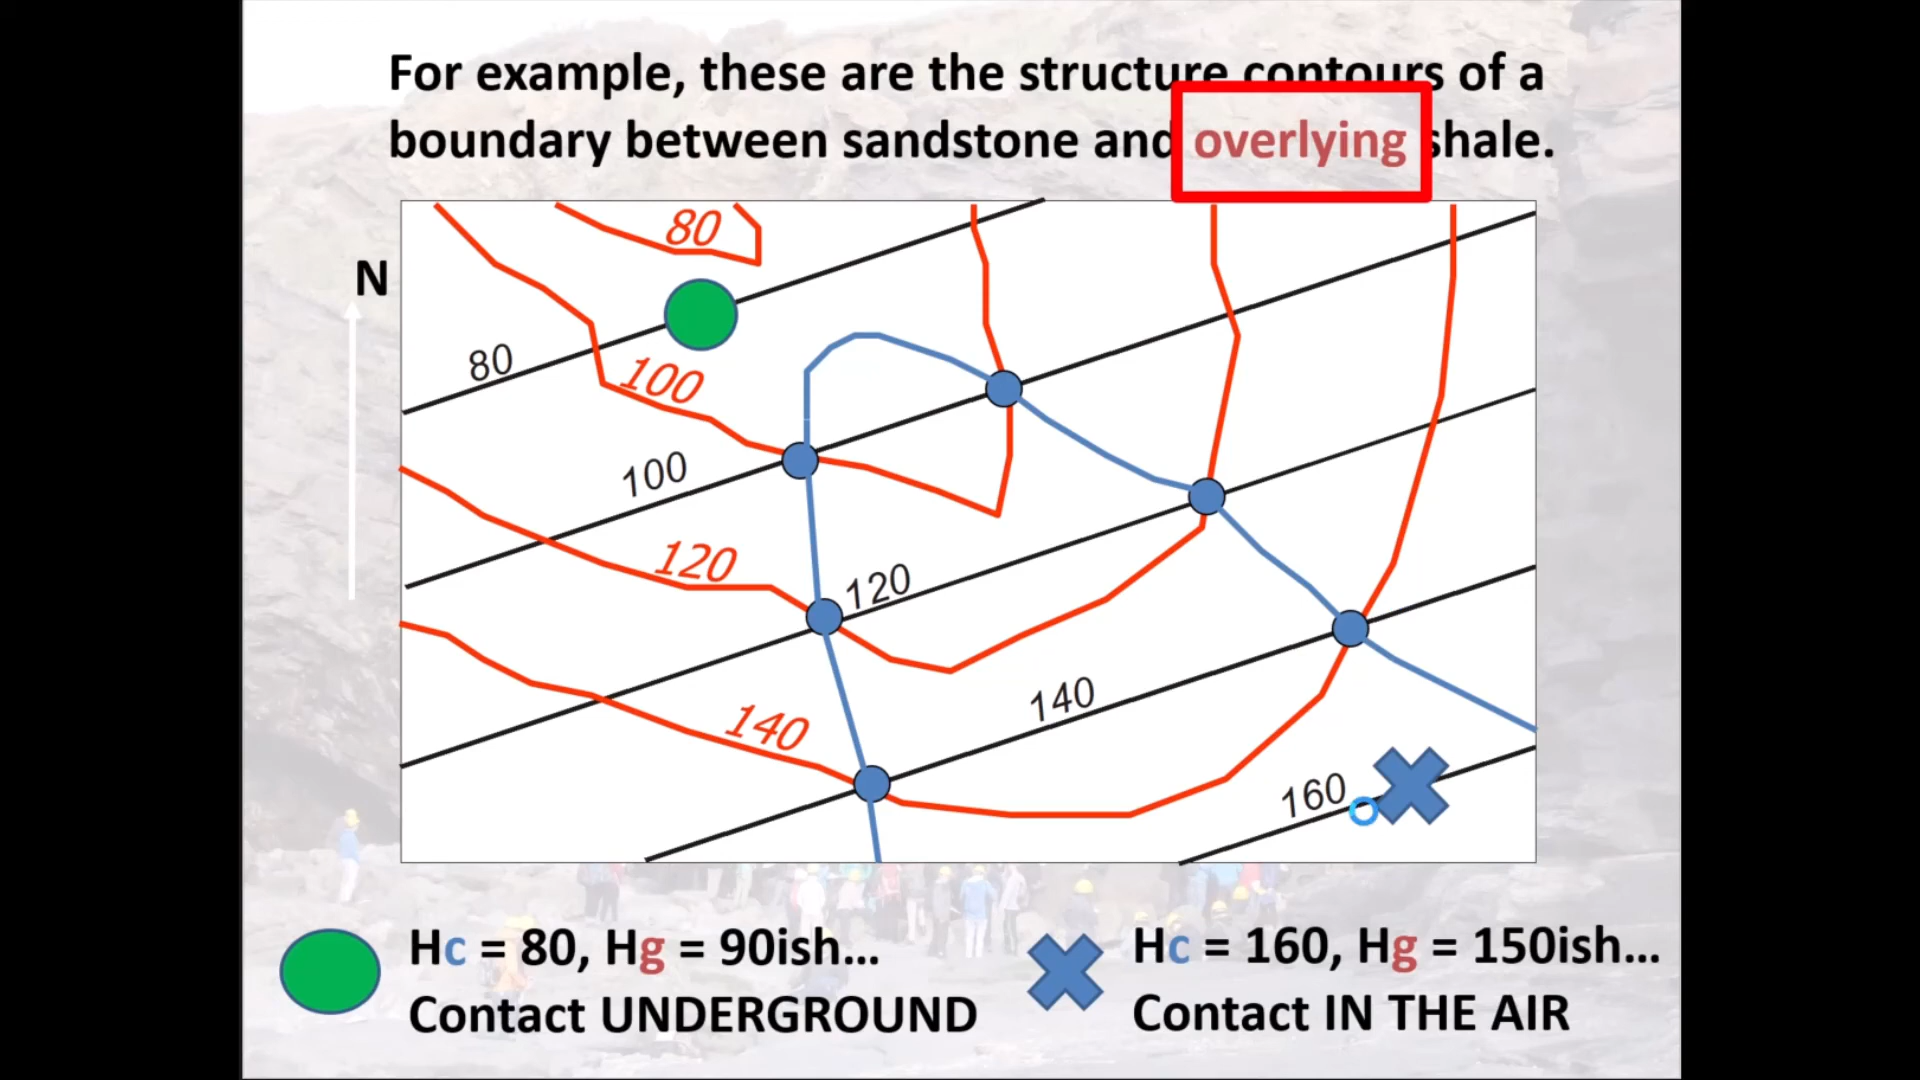 For example, these are the structure contours of a
boundary between sandstone and overlying shale.
N
80
80
100
100
120
120
140
140
160
Hc = 80, Hg = 90ish...
Contact UNDERGROUND
Hc = 160, Hg = 150ish...
Contact IN THE AIR